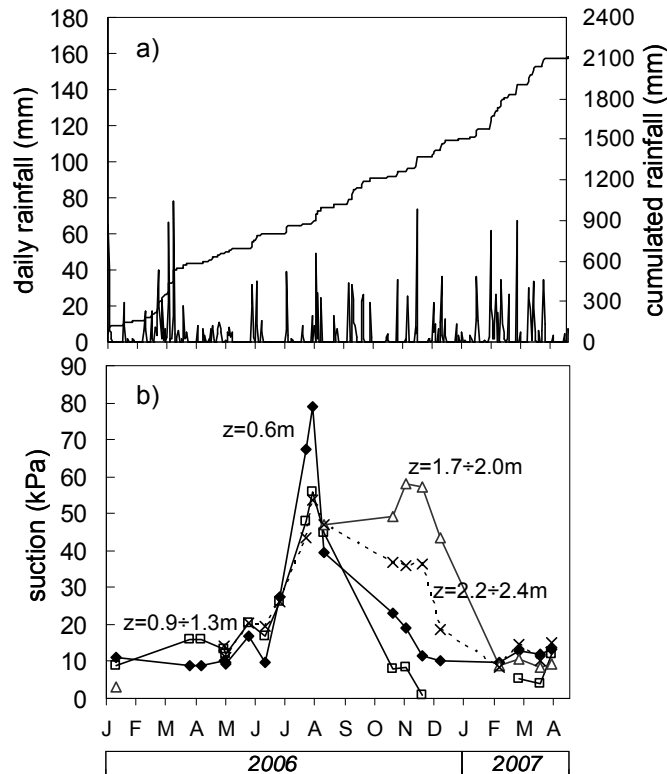 a)
daily rainfall (mm)
180
160
140
120
100
80
60
40
20
0
cumulated rainfall (mm)
2400
2100
1800
1500
1200
900
600
300
0
J F M A M J J A S O N D J F M A
b)
suction (kPa)
90
80
70
60
50
40
30
20
10
0
z=0.6m
z=1.7÷2.0m
z=0.9÷1.3m
z=2.2÷2.4m
J F M A M J J A S O N D J F M A
2006 2007